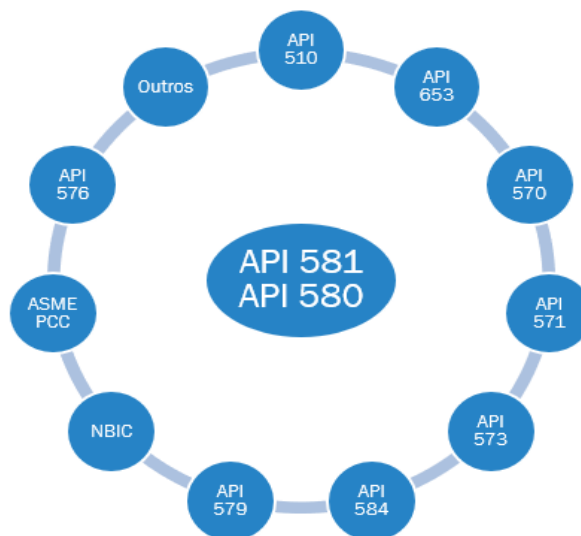 API
510
API
653
API
570
API
571
API
573
API
584
API
579
NBIC
ASME
PCC
API
576
Outros
API 581
API 580